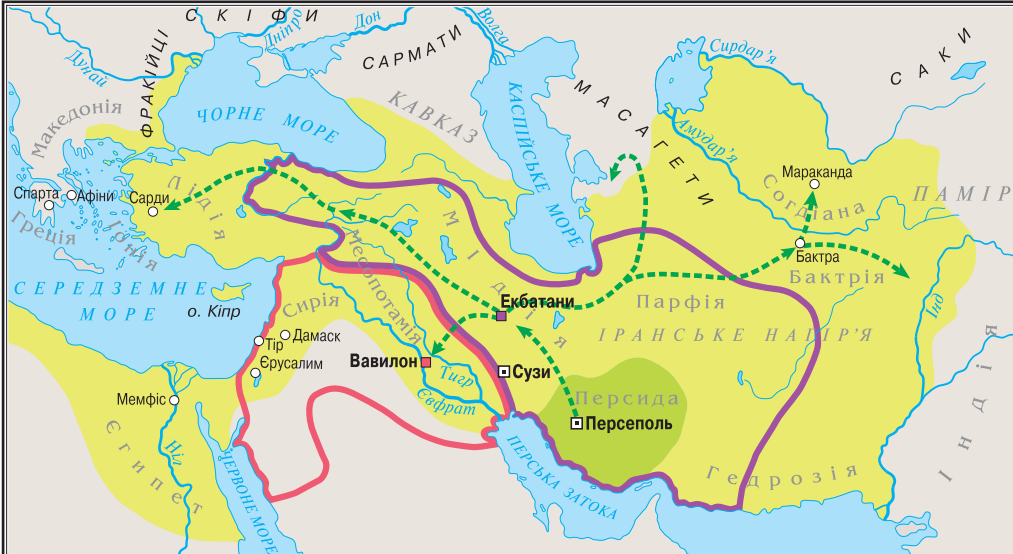 СКІФИ
Дніпро
Дон
Волга
САРМАТИ
Дунай
ФРАКІЙЦІ
Македонія
ЧОРНЕ МОРЕ
КАВКАЗ
КАСПІЙСЬКЕ МОРЕ
МАСАГЕТИ
Сирдар'я
САКИ
Амудар'я
Мараканда
Согдіана
ПАМІР
Спарта
Афіни
Сарди
Лідія
Греція
Іонія
Бактра
Бактрія
СЕРЕДЗЕМНЕ
МОРЕ
о. Кіпр
Сирія
Месопотамія
Мідія
Екбатани
Парфія
ІРАНСЬКЕ НАГІР'Я
Інд
Індія
Тір
Дамаск
Єрусалим
Вавилон
Тигр
Сузи
Євфрат
Персида
Персеполь
Мемфіс
Ніл
Єгипет
ЧЕРВОНЕ МОРЕ
ПЕРСЬКА ЗАТОКА
Гедрозія